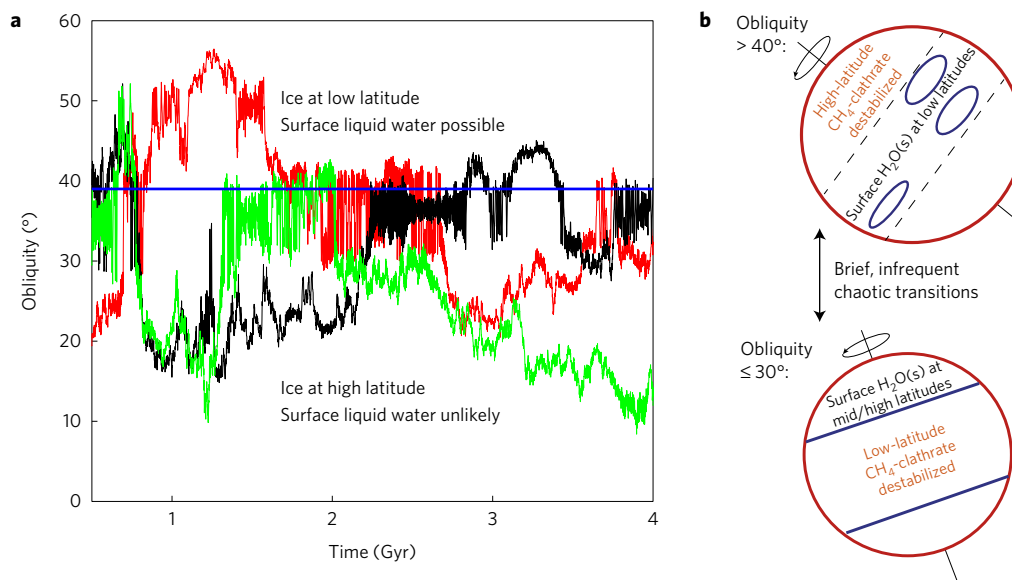 a
60
50
40
30
20
10
0
Obliquity (°)
Ice at low latitude
Surface liquid water possible
Ice at high latitude
Surface liquid water unlikely
1
2
3
4
Time (Gyr)
b
Obliquity
> 40°:
High-latitude
CH₄-clathrate
destabilized
Surface H₂O(s) at low latitudes
Brief, infrequent
chaotic transitions
Obliquity
≤ 30°:
Surface H₂O(s) at
mid/high latitudes
Low-latitude
CH₄-clathrate
destabilized